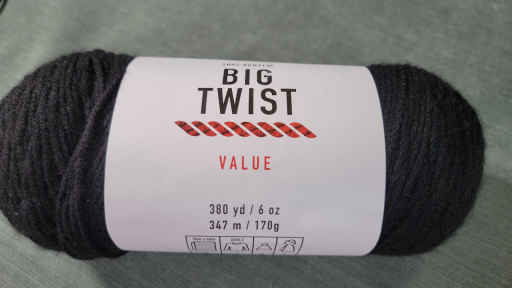 BIG
TWIST
VALUE
380 yd / 6 oz
347 m / 170g